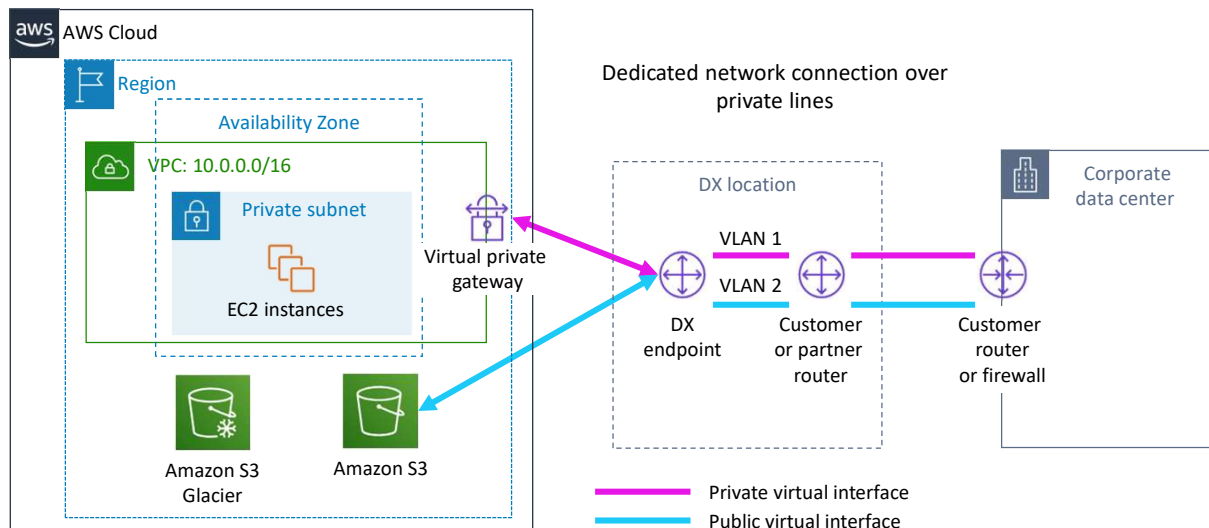 aws
AWS Cloud
Region
Availability Zone
VPC: 10.0.0.0/16
Private subnet
EC2 instances
Virtual private
gateway
Amazon S3
Glacier
Amazon S3
Dedicated network connection over
private lines
DX location
VLAN 1
VLAN 2
DX
endpoint
Customer
or partner
router
Corporate
data center
Customer
router
or firewall
Private virtual interface
Public virtual interface